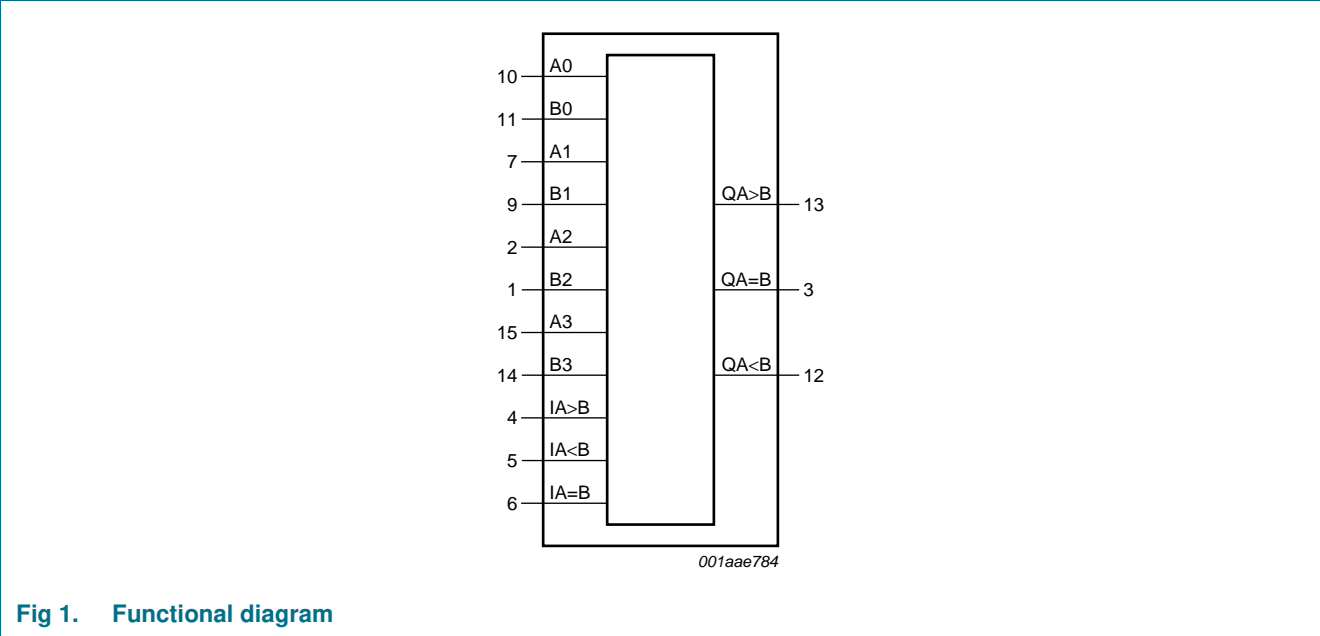 10 A0
11 B0
7 A1
9 B1 QA>B 13
2 A2
1 B2 QA=B 3
15 A3
14 B3 QA<B 12
4 IA>B
5 IA<B
6 IA=B
001aae784
Fig 1. Functional diagram